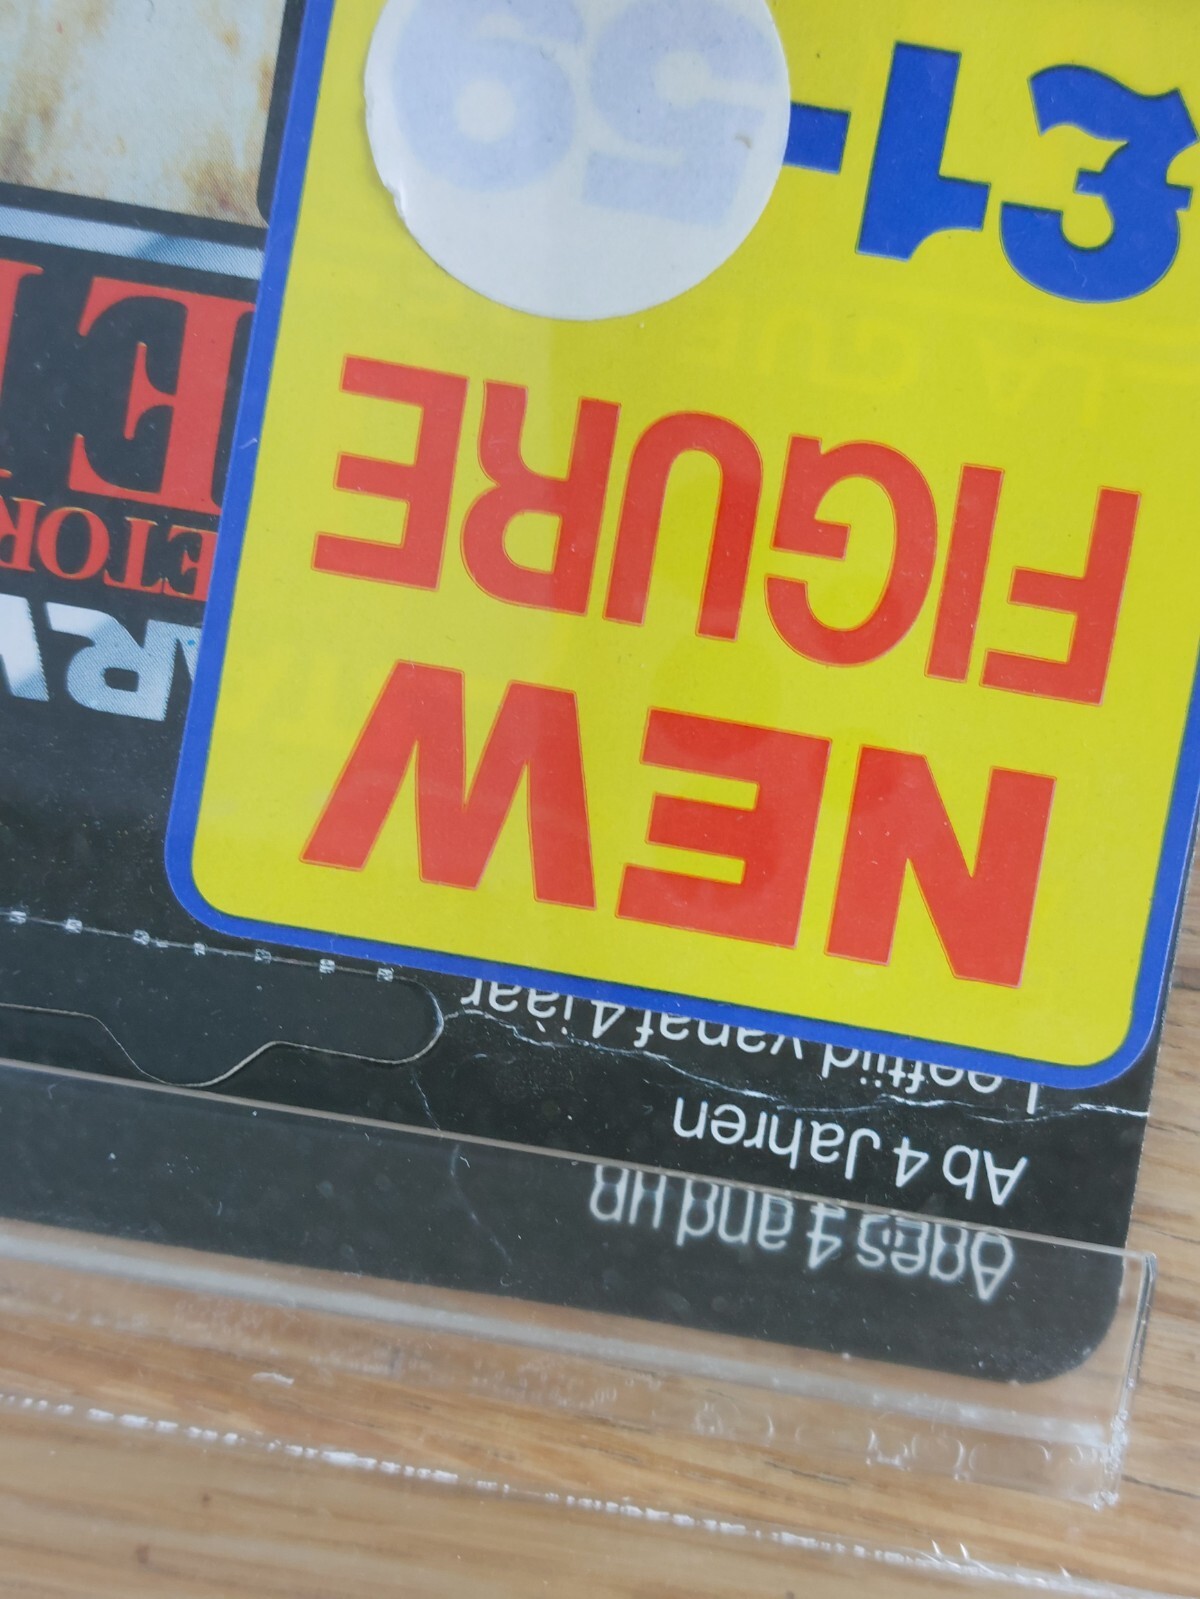 Ages 4 and up
Ab 4 Jahren
Leeftijd vanaf 4 jaar
NEW
FIGURE
£1-59